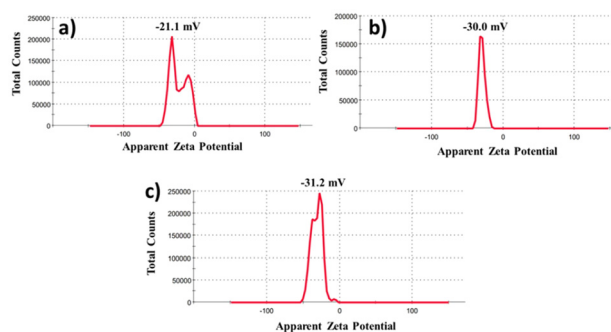 a)
-21.1 mV
250000
200000
150000
100000
50000
0
-100
0
100
Total Counts
Apparent Zeta Potential
b)
-30.0 mV
200000
150000
100000
50000
0
-100
0
100
Total Counts
Apparent Zeta Potential
c)
-31.2 mV
250000
200000
150000
100000
50000
0
-100
0
100
Total Counts
Apparent Zeta Potential